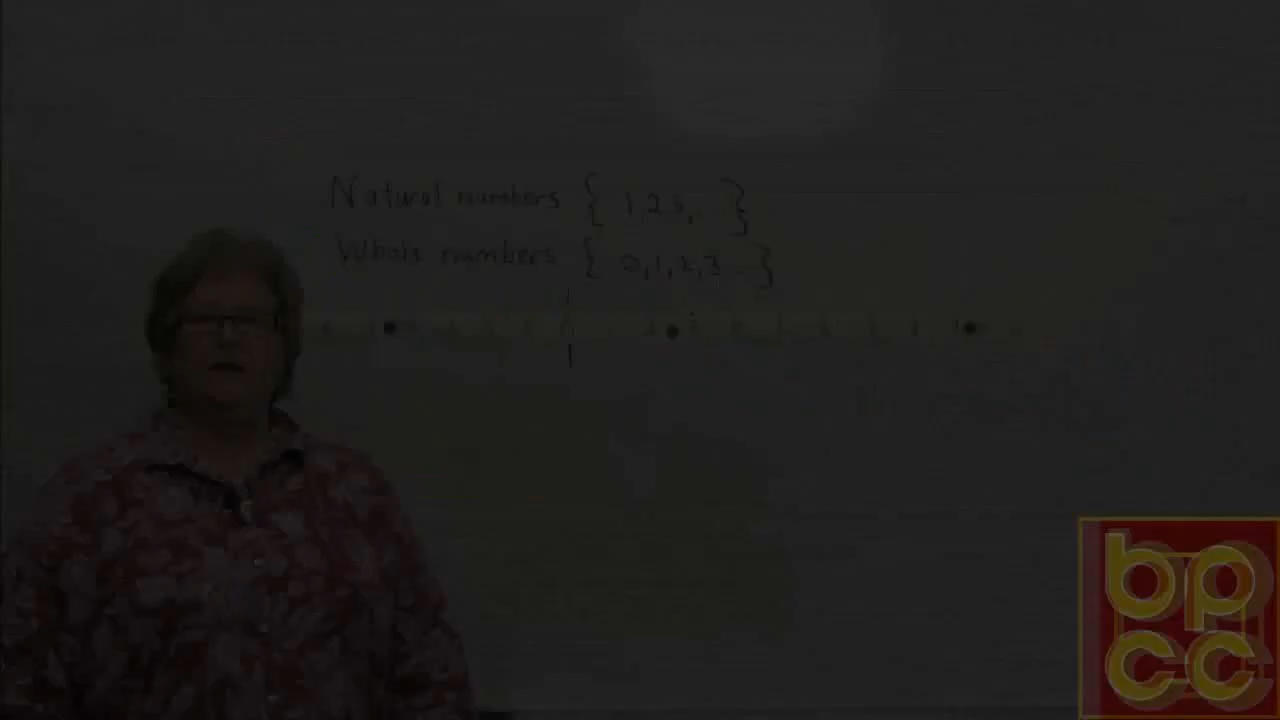 Natural numbers { 1, 2 3, . . }
Whole numbers { 0, 1, 2, 3 . . . }
bp
cc